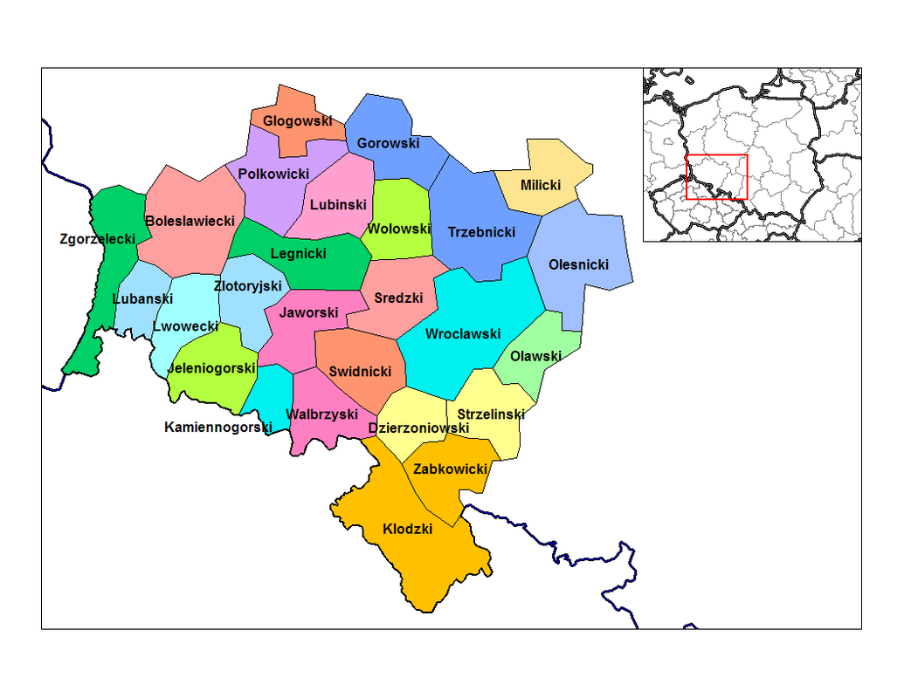 Glogowski
Gorowski
Polkowicki
Milicki
Lubinski
Boleslawiecki
Wolowski
Trzebnicki
Zgorzelecki
Legnicki
Olesnicki
Zlotoryjski
Lubanski
Sredzki
Jaworski
Lwowecki
Wroclawski
Olawski
Jeleniogorski
Swidnicki
Walbrzyski
Strzelinski
Kamiennogorski
Dzierzoniowski
Zabkowicki
Klodzki